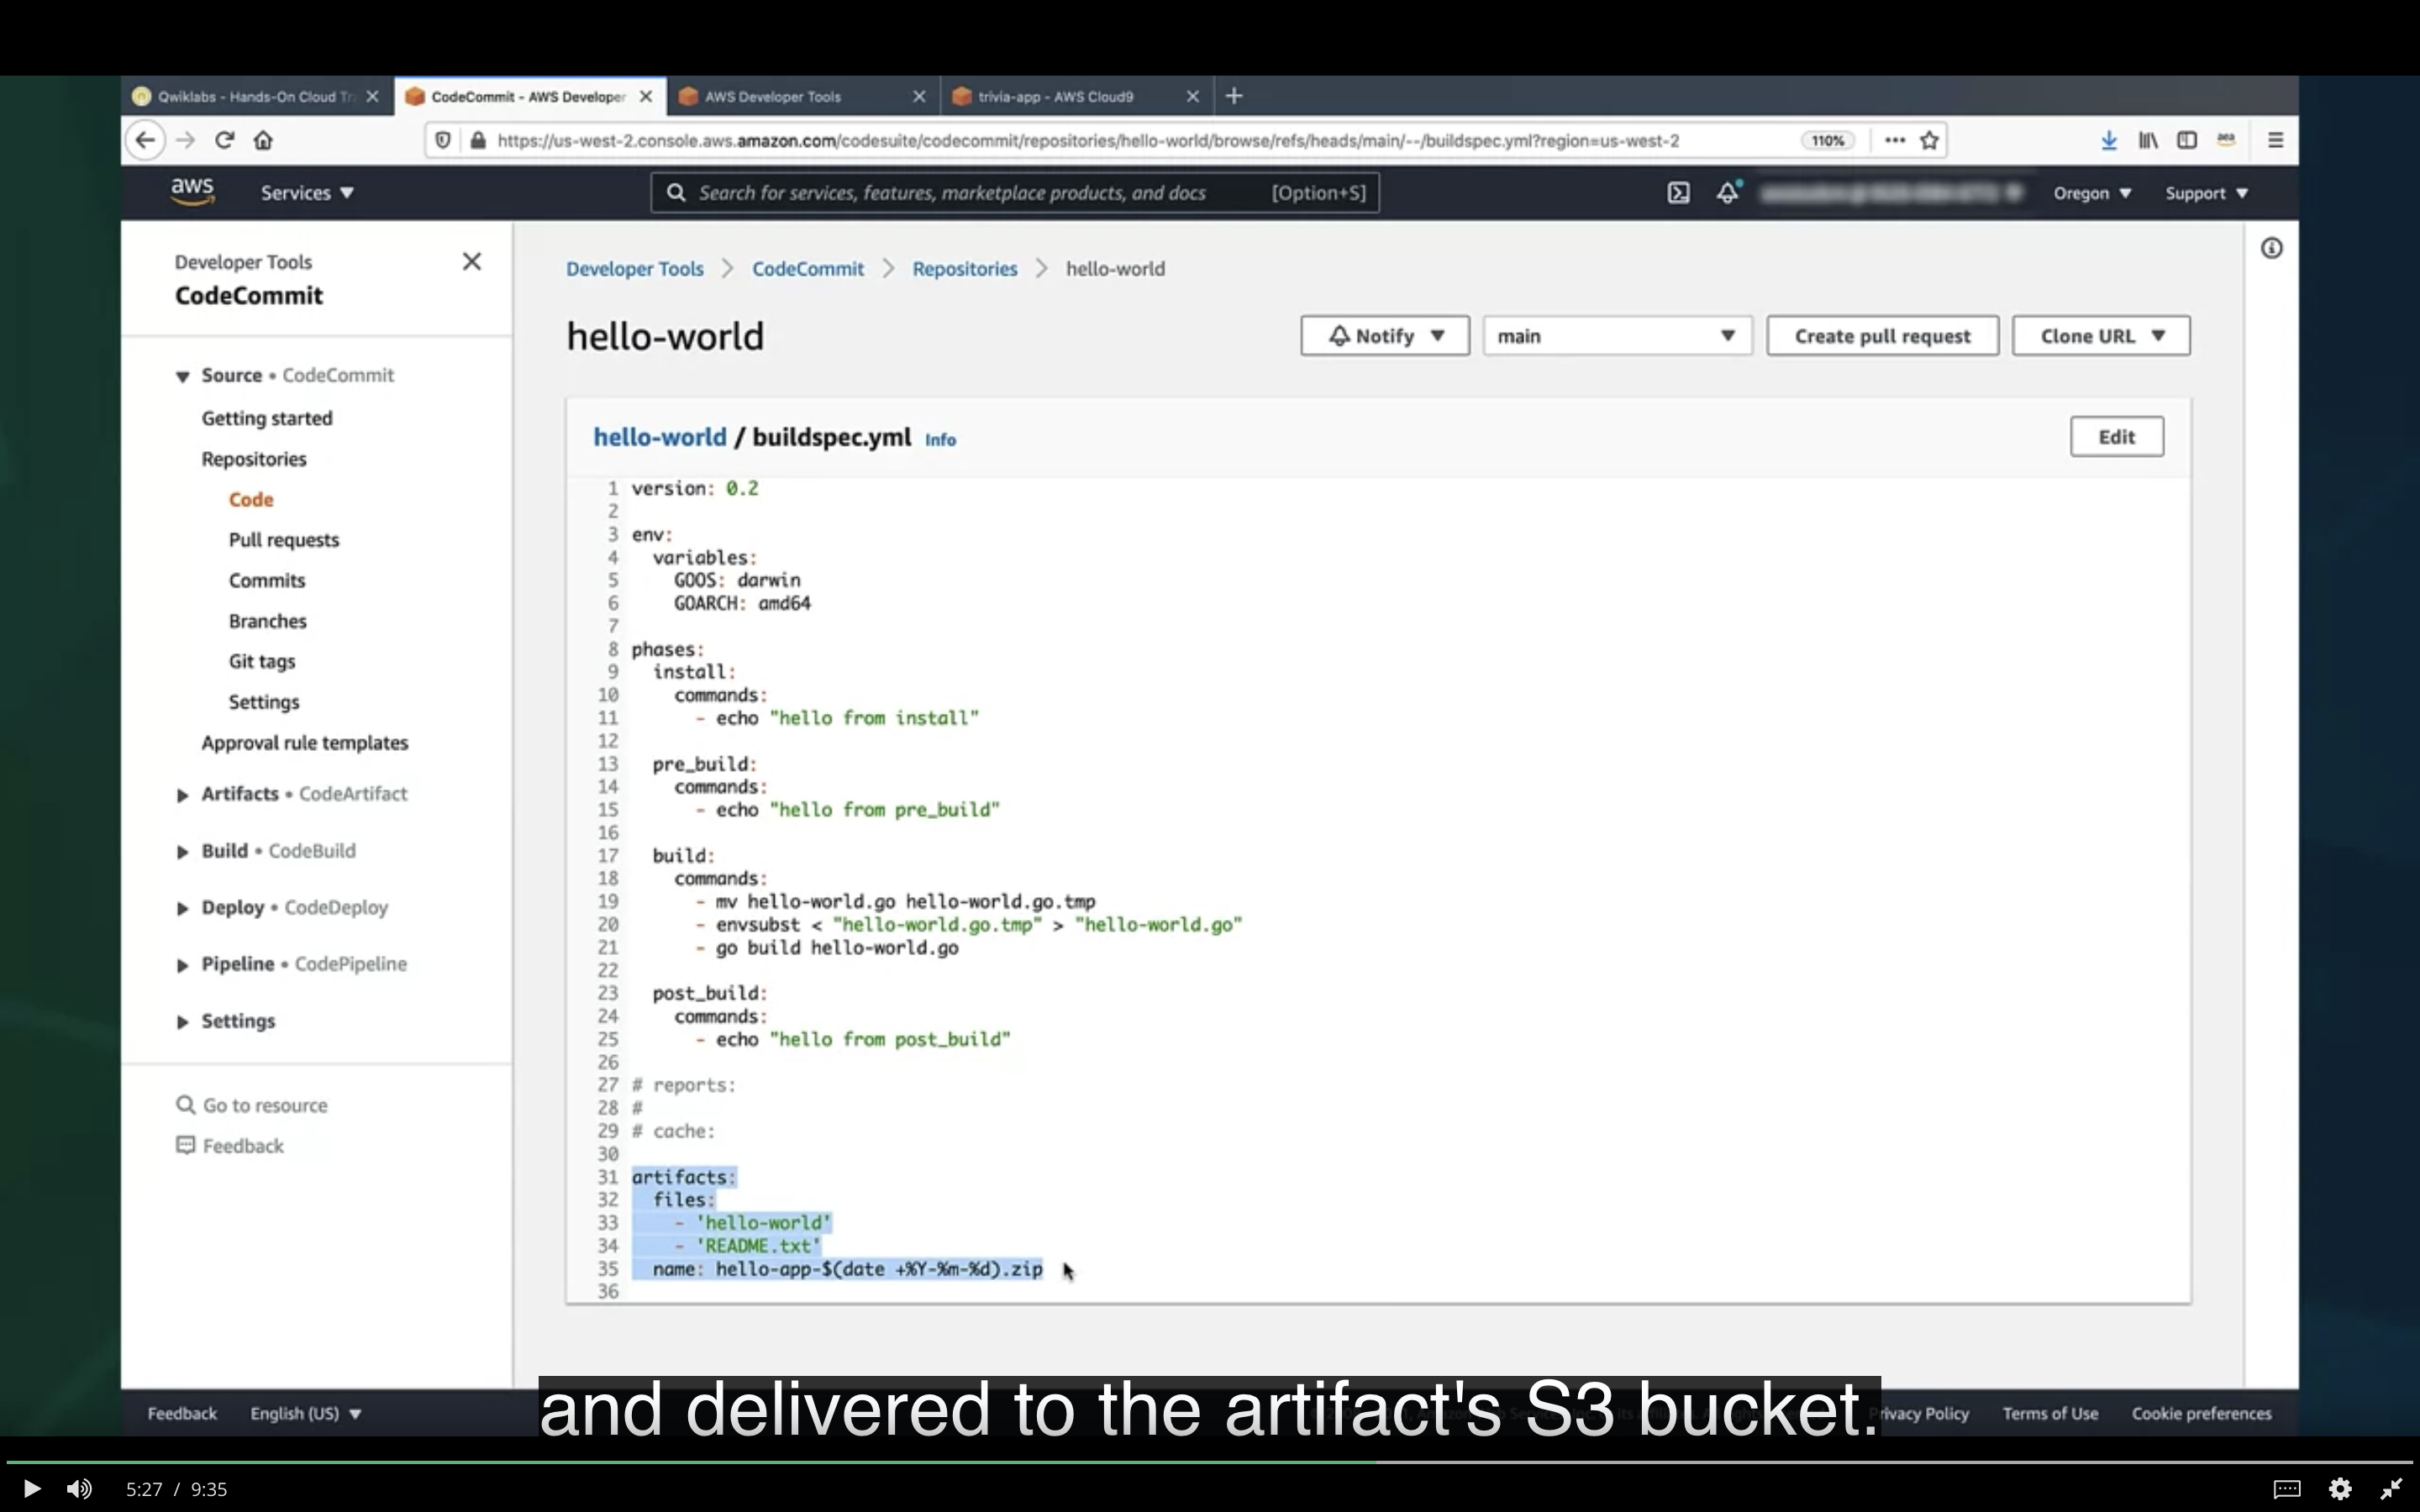 Qwiklabs - Hands-On Cloud Tr
CodeCommit - AWS Developer
AWS Developer Tools
trivia-app - AWS Cloud9
https://us-west-2.console.aws.amazon.com/codesuite/codecommit/repositories/hello-world/browse/refs/heads/main/--/buildspec.yml?region=us-west-2
110%
aws
Services
Search for services, features, marketplace products, and docs
[Option+S]
Oregon
Support
Developer Tools
CodeCommit
Source • CodeCommit
Getting started
Repositories
Code
Pull requests
Commits
Branches
Git tags
Settings
Approval rule templates
Artifacts • CodeArtifact
Build • CodeBuild
Deploy • CodeDeploy
Pipeline • CodePipeline
Settings
Go to resource
Feedback
Developer Tools > CodeCommit > Repositories > hello-world
hello-world
Notify
main
Create pull request
Clone URL
hello-world / buildspec.yml Info
Edit
1 version: 0.2
2
3 env:
4   variables:
5     GOOS: darwin
6     GOARCH: amd64
7
8 phases:
9   install:
10     commands:
11       - echo "hello from install"
12
13   pre_build:
14     commands:
15       - echo "hello from pre_build"
16
17   build:
18     commands:
19       - mv hello-world.go hello-world.go.tmp
20       - envsubst < "hello-world.go.tmp" > "hello-world.go"
21       - go build hello-world.go
22
23   post_build:
24     commands:
25       - echo "hello from post_build"
26
27 # reports:
28 #
29 # cache:
30
31 artifacts:
32   files:
33     - 'hello-world'
34     - 'README.txt'
35   name: hello-app-$(date +%Y-%m-%d).zip
36
and delivered to the artifact's S3 bucket.
Feedback
English (US)
Privacy Policy
Terms of Use
Cookie preferences
5:27 / 9:35